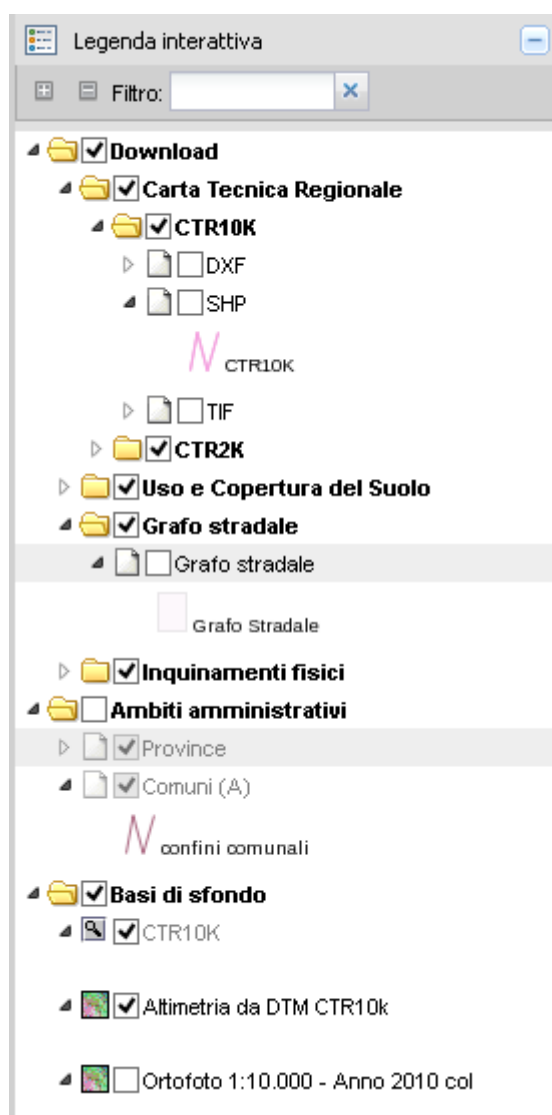 Legenda interattiva
Filtro:
Download
Carta Tecnica Regionale
CTR10K
DXF
SHP
CTR10K
TIF
CTR2K
Uso e Copertura del Suolo
Grafo stradale
Grafo stradale
Grafo Stradale
Inquinamenti fisici
Ambiti amministrativi
Province
Comuni (A)
confini comunali
Basi di sfondo
CTR10K
Altimetria da DTM CTR10k
Ortofoto 1:10.000 - Anno 2010 col